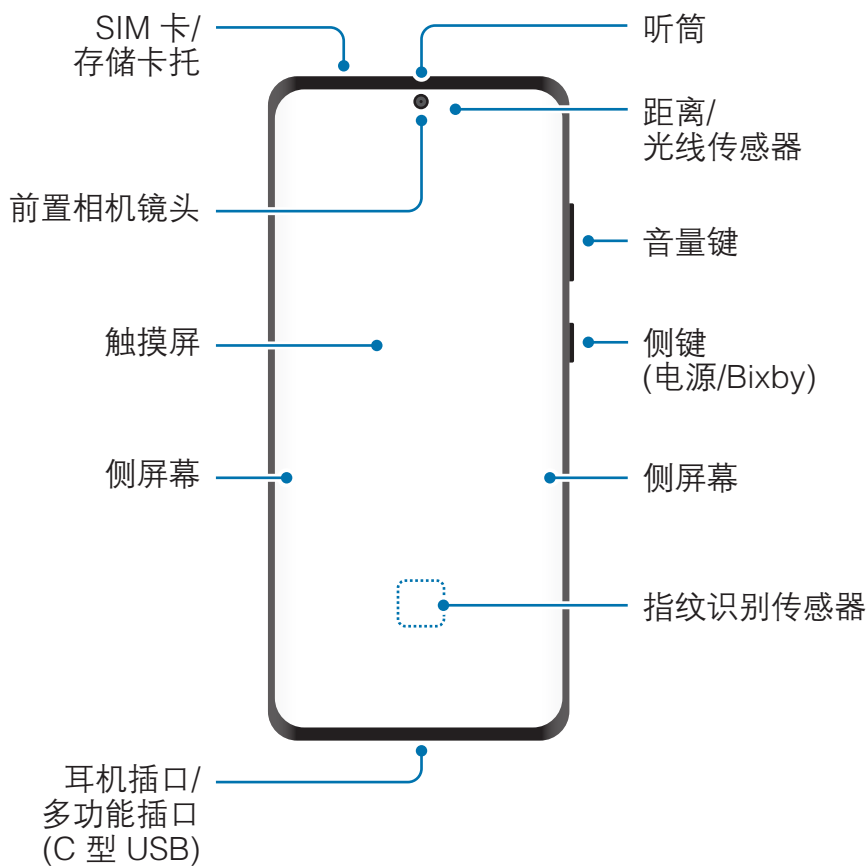 SIM 卡/
存储卡托
听筒
距离/
光线传感器
前置相机镜头
音量键
触摸屏
侧键
(电源/Bixby)
侧屏幕
侧屏幕
指纹识别传感器
耳机插口/
多功能插口
(C 型 USB)